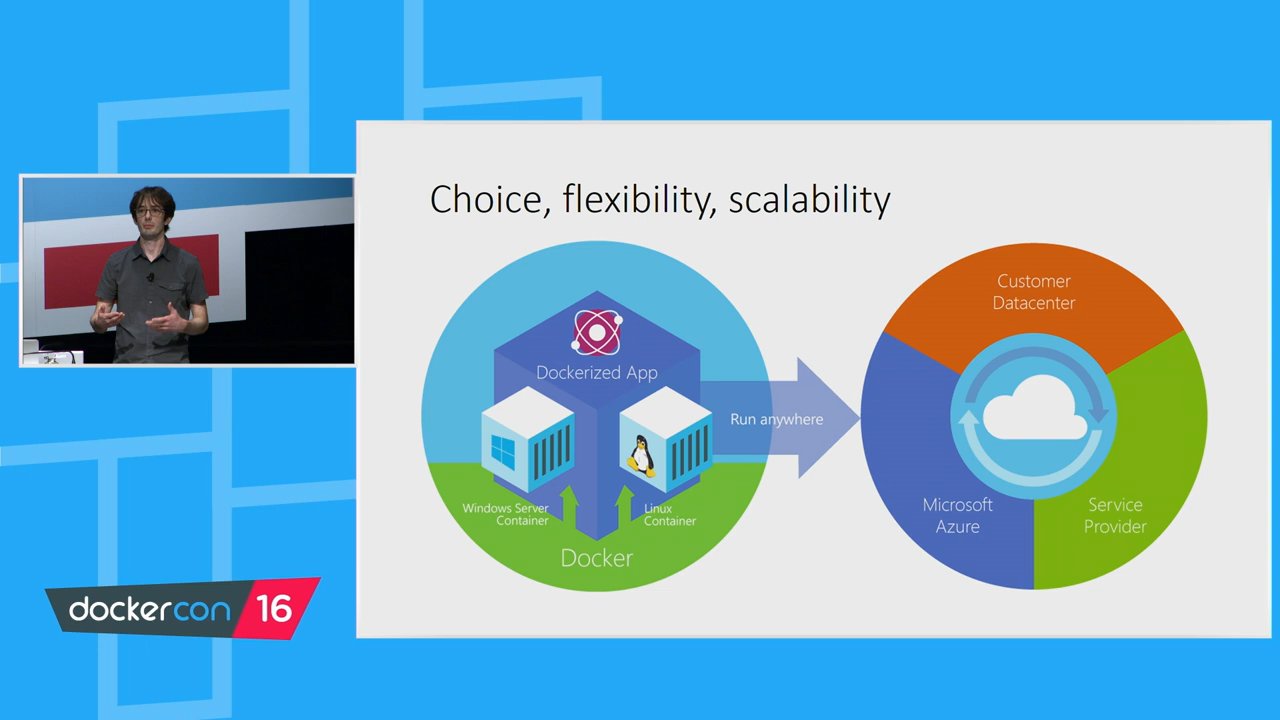 Choice, flexibility, scalability
Dockerized App
Windows Server
Container
Linux
Container
Docker
Run anywhere
Customer
Datacenter
Microsoft
Azure
Service
Provider
dockercon 16